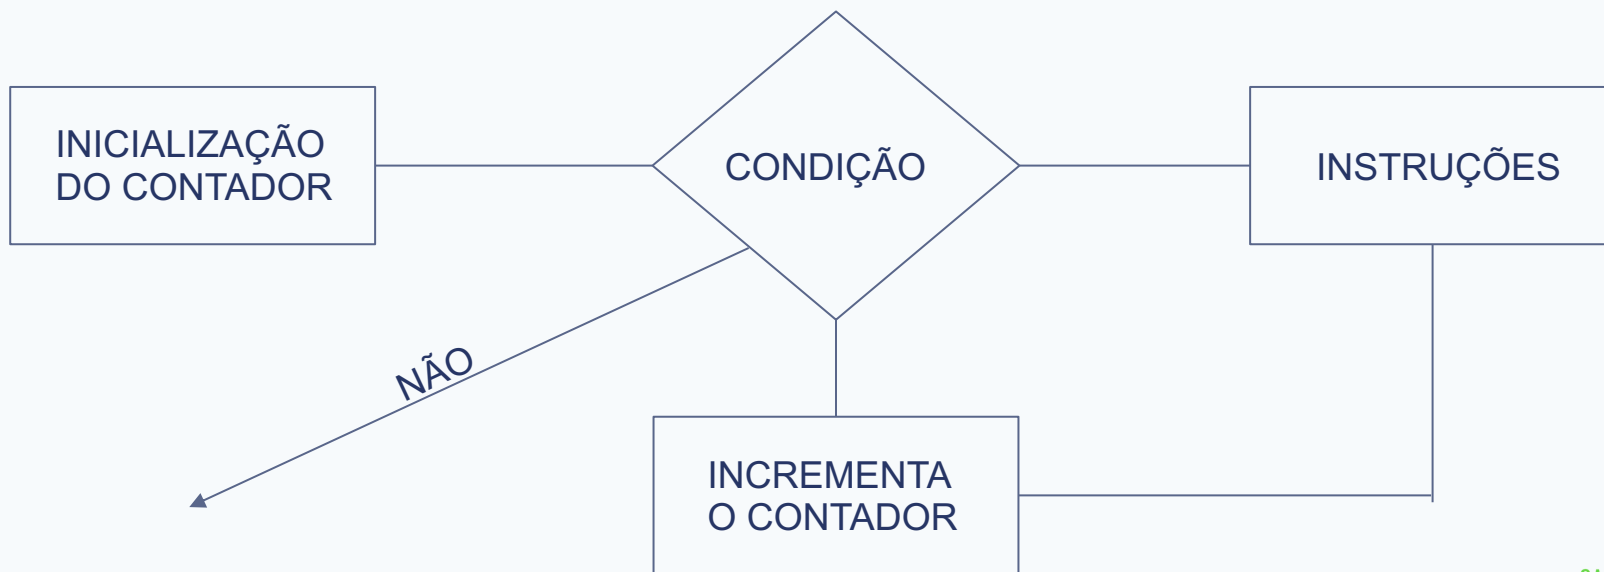 INICIALIZAÇÃO
DO CONTADOR
CONDIÇÃO
INSTRUÇÕES
NÃO
INCREMENTA
O CONTADOR